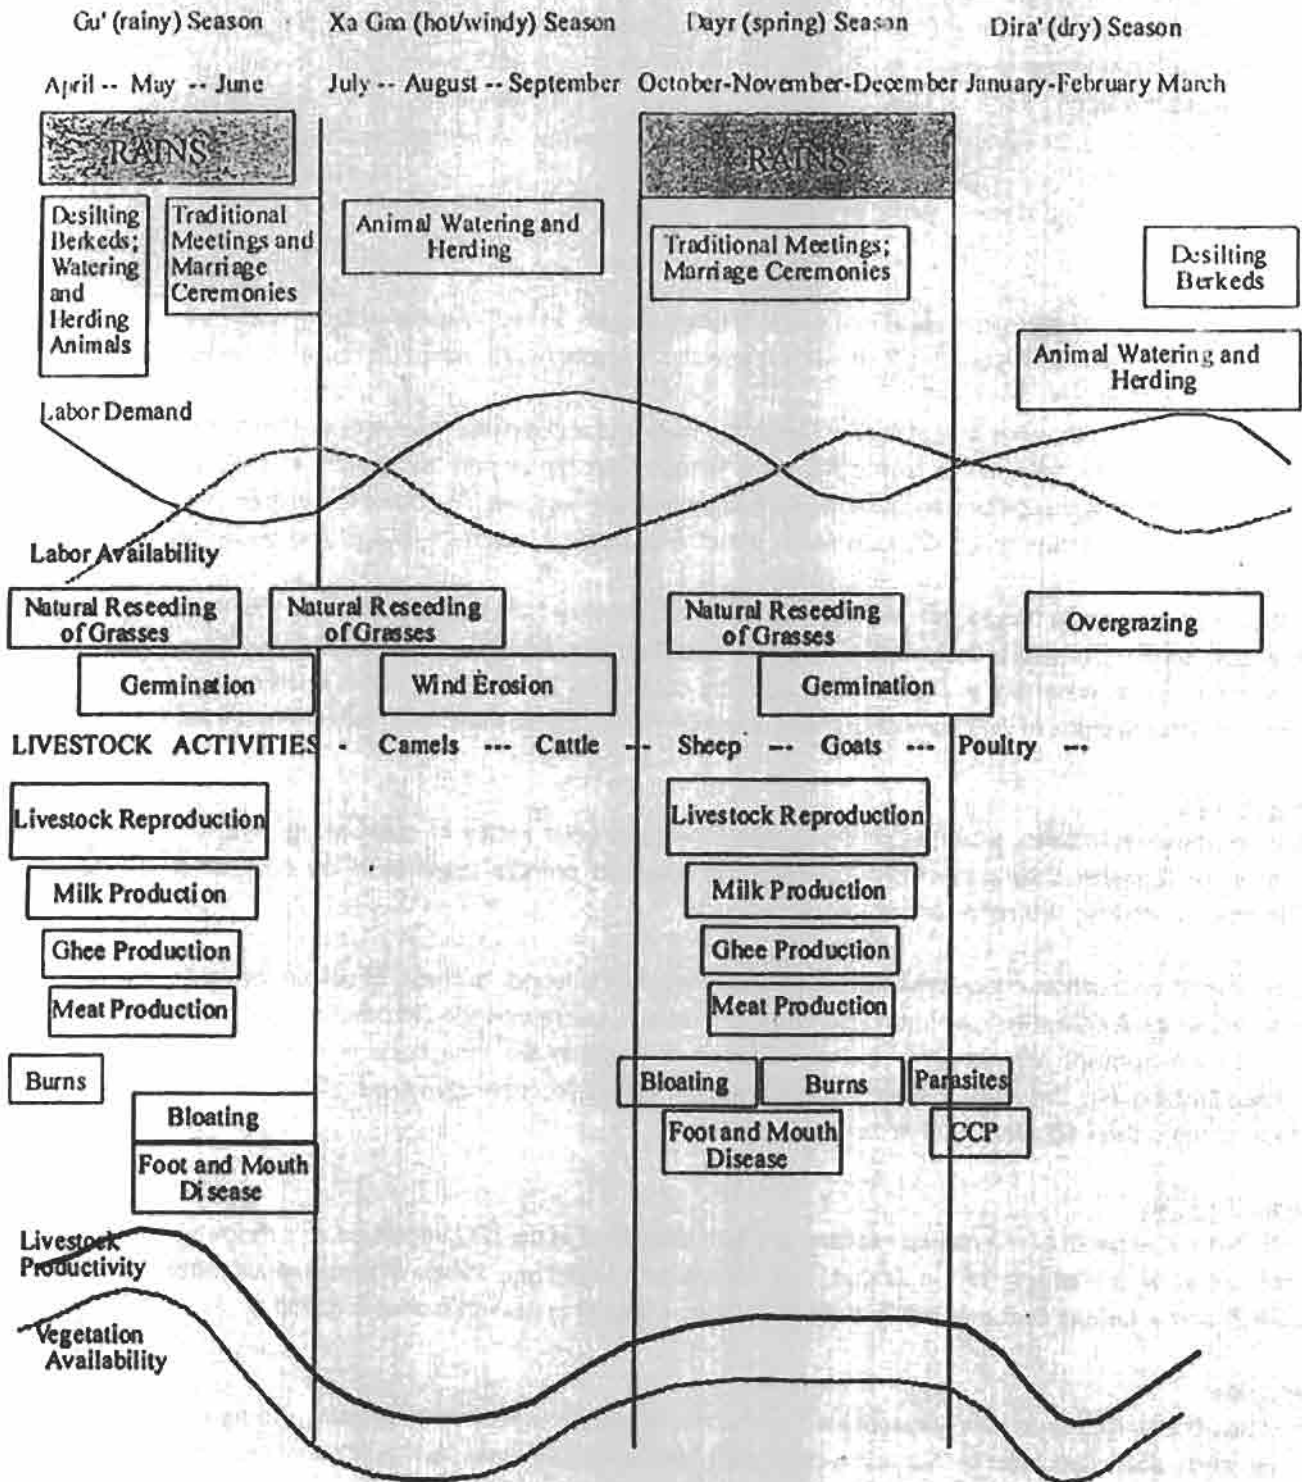 Gu' (rainy) Season Xa Gaa (hot/windy) Season Dayr (spring) Season Dira' (dry) Season
April -- May -- June July -- August -- September October-November-December January-February March
RAINS RAINS
Desilting
Berkeds;
Watering
and
Herding
Animals
Traditional
Meetings and
Marriage
Ceremonies
Animal Watering and
Herding
Traditional Meetings;
Marriage Ceremonies
Desilting
Berkeds
Animal Watering and
Herding
Labor Demand
Labor Availability
Natural Reseeding
of Grasses
Natural Reseeding
of Grasses
Natural Reseeding
of Grasses
Overgrazing
Germination Wind Erosion Germination
LIVESTOCK ACTIVITIES - Camels --- Cattle --- Sheep --- Goats --- Poultry ---
Livestock Reproduction Livestock Reproduction
Milk Production Milk Production
Ghee Production Ghee Production
Meat Production Meat Production
Burns Bloating Burns Parasites
Bloating
Foot and Mouth
Disease
Foot and Mouth
Disease
CCP
Livestock
Productivity
Vegetation
Availability